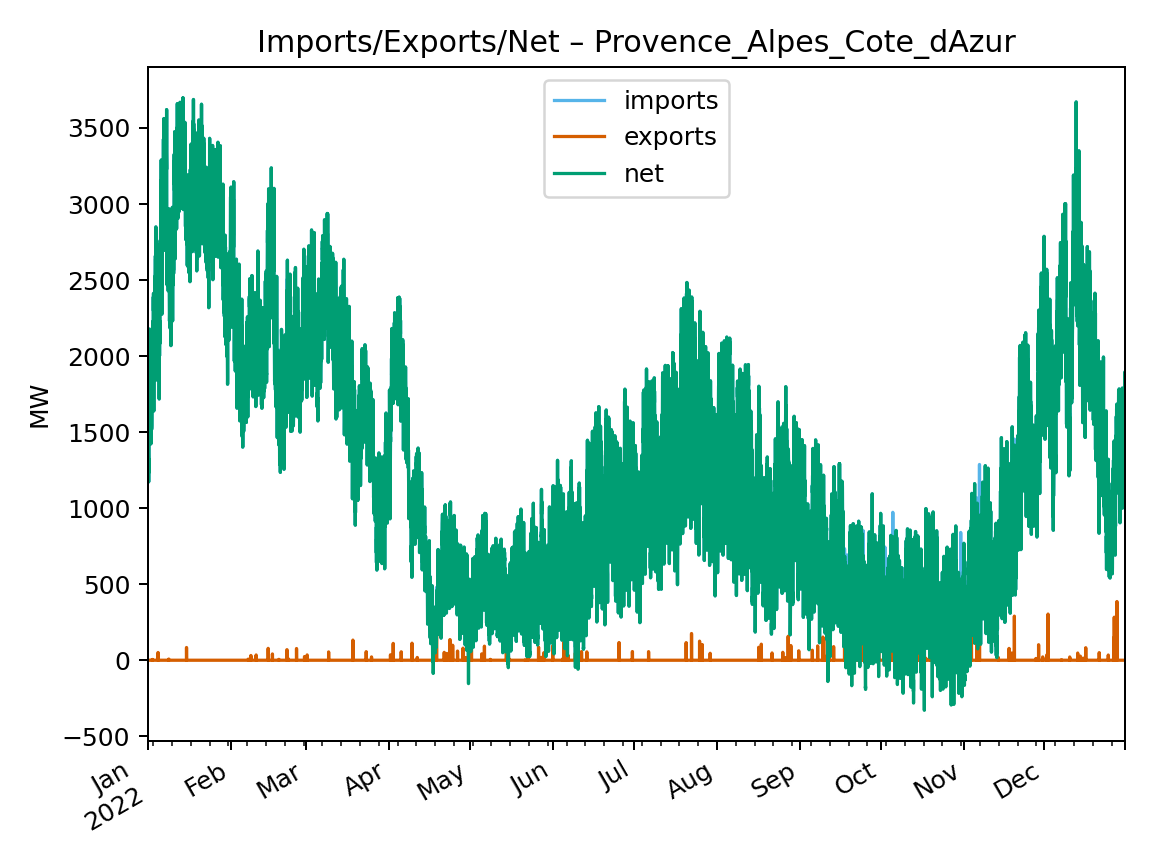 Imports/Exports/Net – Provence_Alpes_Cote_dAzur
imports
exports
net
3500
3000
2500
2000
1500
1000
500
0
−500
MW
Jan
2022
Feb
Mar
Apr
May
Jun
Jul
Aug
Sep
Oct
Nov
Dec